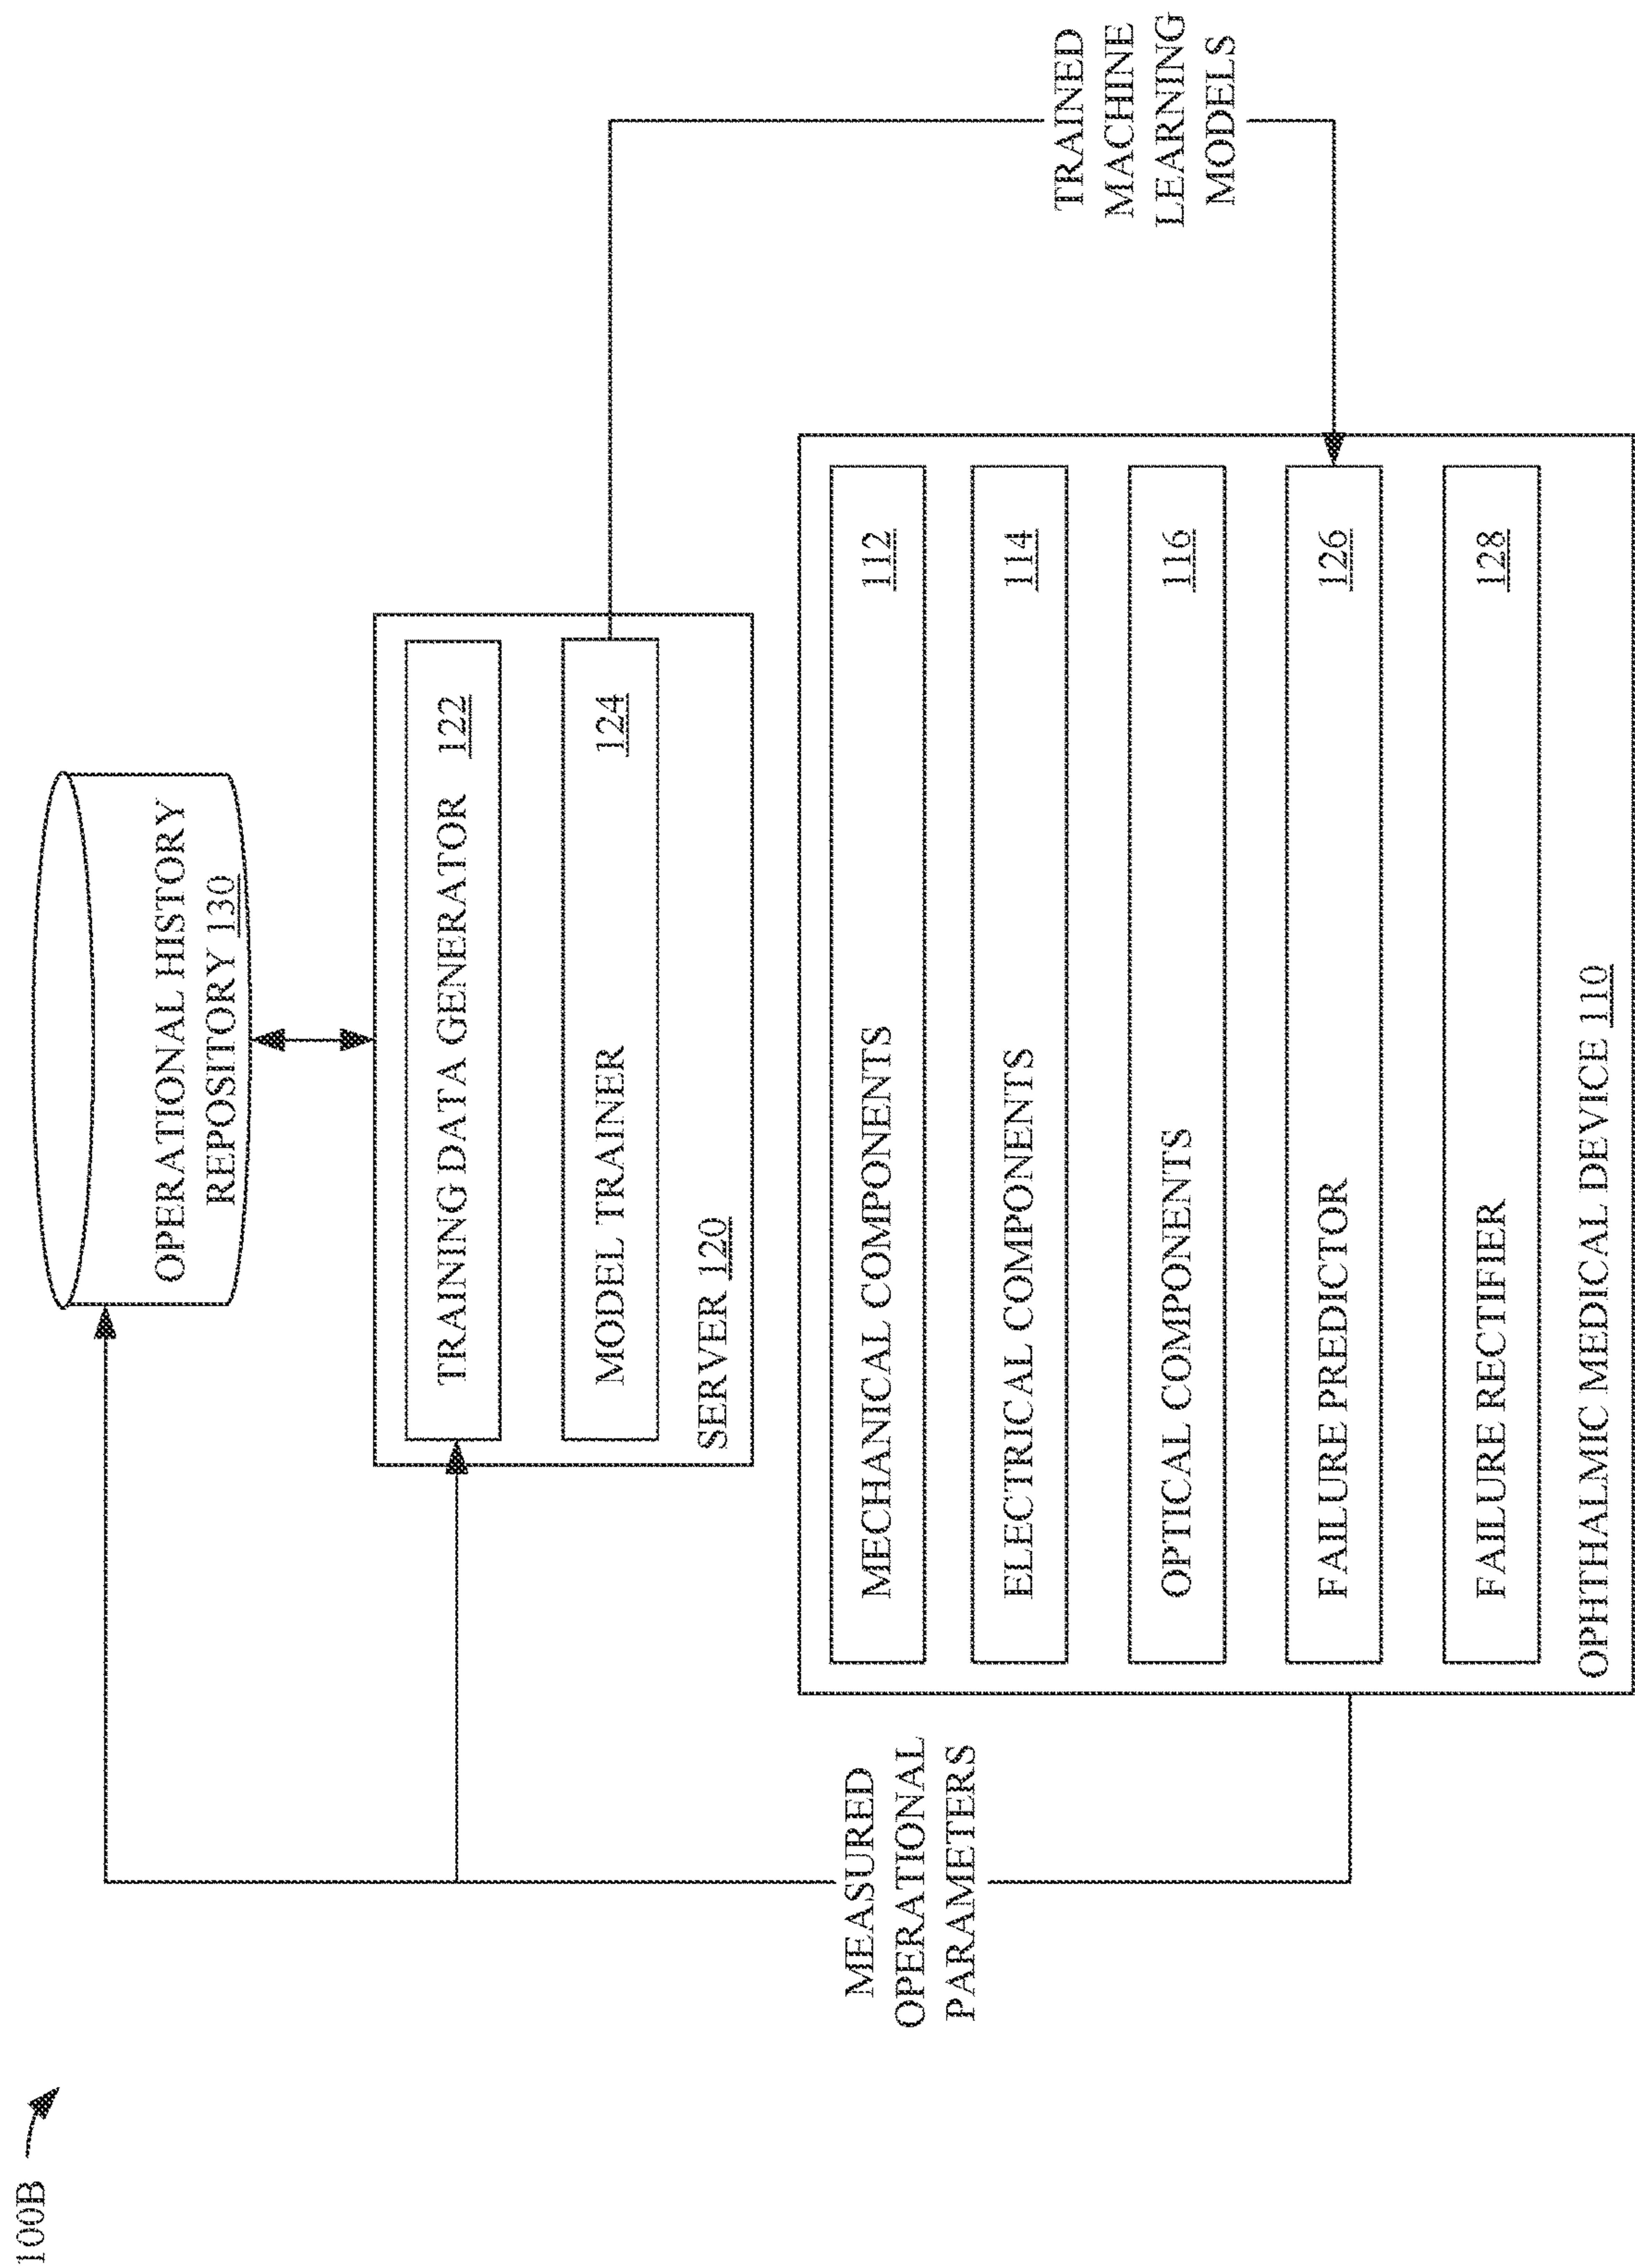 100B
OPERATIONAL HISTORY
REPOSITORY 130
TRAINING DATA GENERATOR 122
MODEL TRAINER 124
SERVER 120
MEASURED
OPERATIONAL
PARAMETERS
MECHANICAL COMPONENTS 112
ELECTRICAL COMPONENTS 114
OPTICAL COMPONENTS 116
FAILURE PREDICTOR 126
FAILURE RECTIFIER 128
OPHTHALMIC MEDICAL DEVICE 110
TRAINED
MACHINE
LEARNING
MODELS